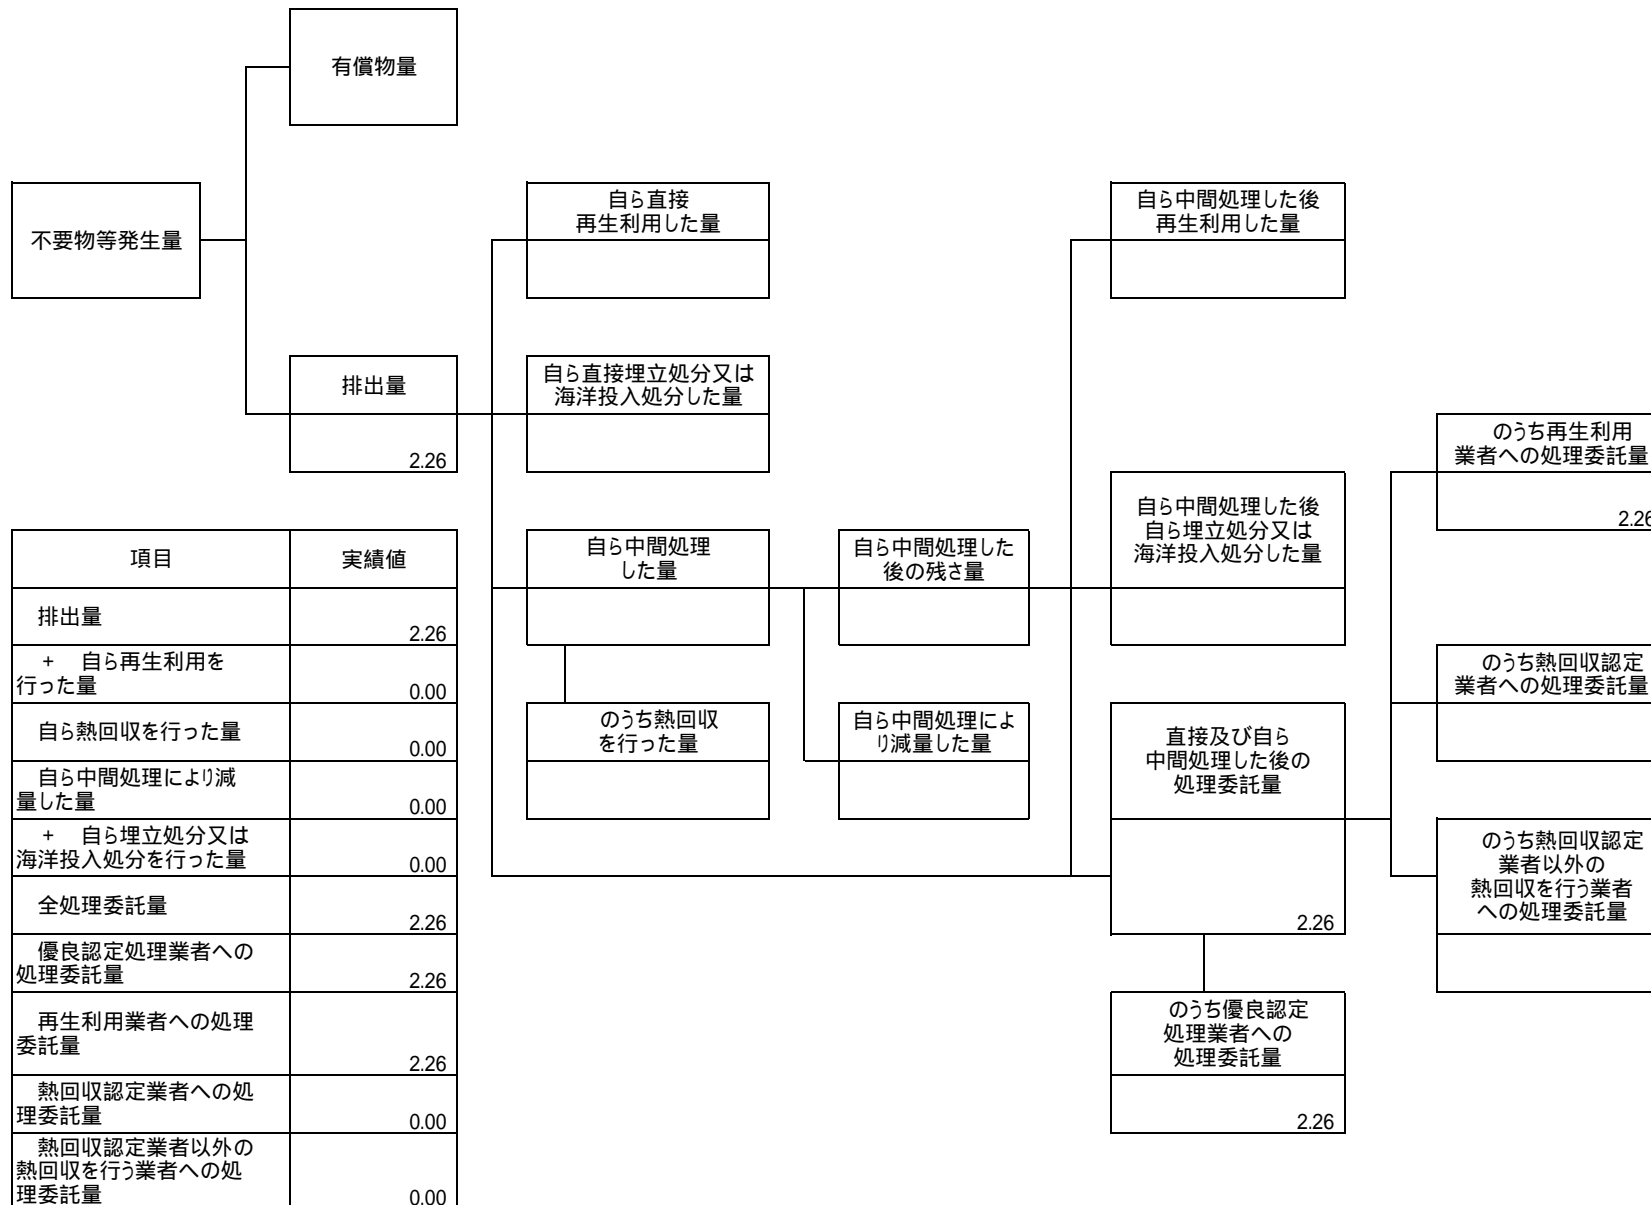 有償物量
不要物等発生量
自ら直接
再生利用した量
自ら中間処理した後
再生利用した量
排出量
2.26
自ら直接埋立処分又は
海洋投入処分した量
のうち再生利用
業者への処理委託量
2.26
自ら中間処理
した量
自ら中間処理した
後の残さ量
自ら中間処理した後
自ら埋立処分又は
海洋投入処分した量
のうち熱回収
を行った量
自ら中間処理によ
り減量した量
直接及び自ら
中間処理した後の
処理委託量
2.26
のうち熱回収認定
業者への処理委託量
のうち熱回収認定
業者以外の
熱回収を行う業者
への処理委託量
のうち優良認定
処理業者への
処理委託量
2.26
項目 実績値
排出量 2.26
+ 自ら再生利用を
行った量 0.00
自ら熱回収を行った量 0.00
自ら中間処理により減
量した量 0.00
+ 自ら埋立処分又は
海洋投入処分を行った量 0.00
全処理委託量 2.26
優良認定処理業者への
処理委託量 2.26
再生利用業者への処理
委託量 2.26
熱回収認定業者への処
理委託量 0.00
熱回収認定業者以外の
熱回収を行う業者への処
理委託量 0.00